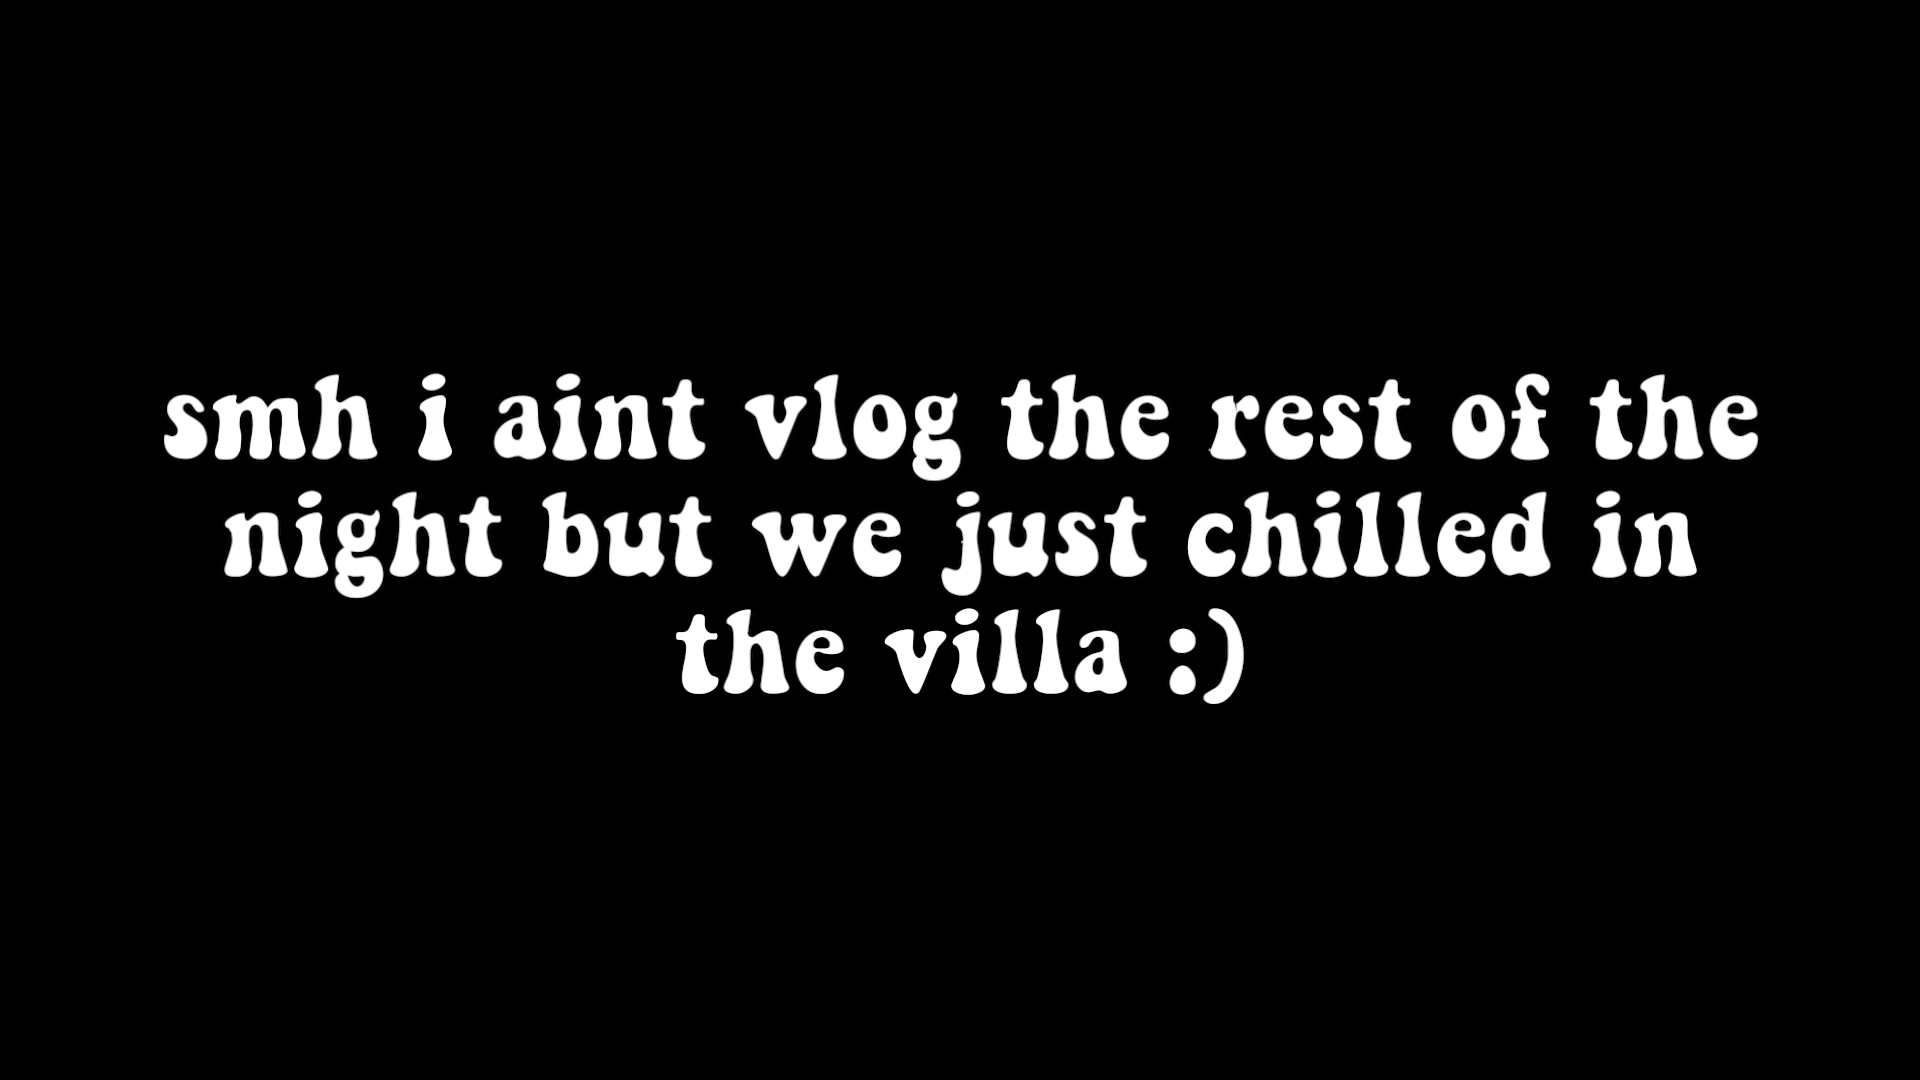 smh i aint vlog the rest of the
night but we just chilled in
the villa :)